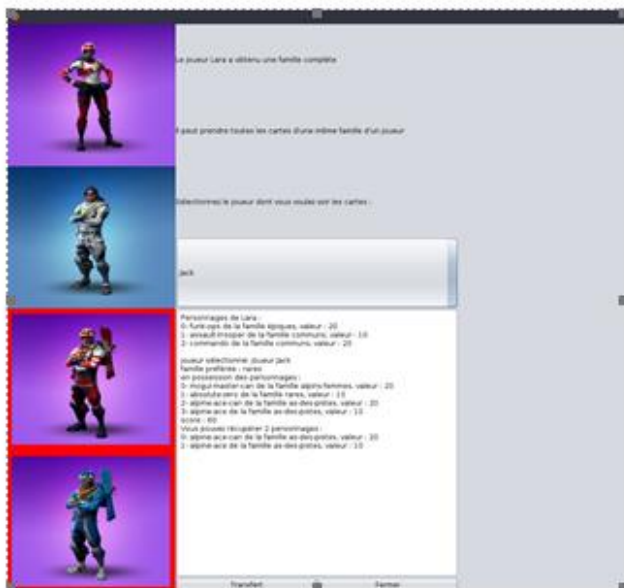 Le joueur Lara a obtenu une famille complète
Il peut prendre toutes les cartes d'une même famille d'un joueur
Sélectionnez le joueur dont vous voulez voir les cartes :
Jack
Personnages de Lara :
0- funk-ops de la famille épiques, valeur : 20
1- assault-trooper de la famille communs, valeur : 10
2- commando de la famille communs, valeur : 20
joueur sélectionné: Joueur Jack
famille préférée : rares
en possession des personnages :
0- mogul-master-can de la famille alpins-femmes, valeur : 20
1- absolute-zero de la famille rares, valeur : 10
2- alpine-ace-can de la famille as-des-pistes, valeur : 20
3- alpine-ace de la famille as-des-pistes, valeur : 10
score : 60
Vous pouvez récupérer 2 personnages :
0- alpine-ace-can de la famille as-des-pistes, valeur : 20
1- alpine-ace de la famille as-des-pistes, valeur : 10
Transfert Fermer